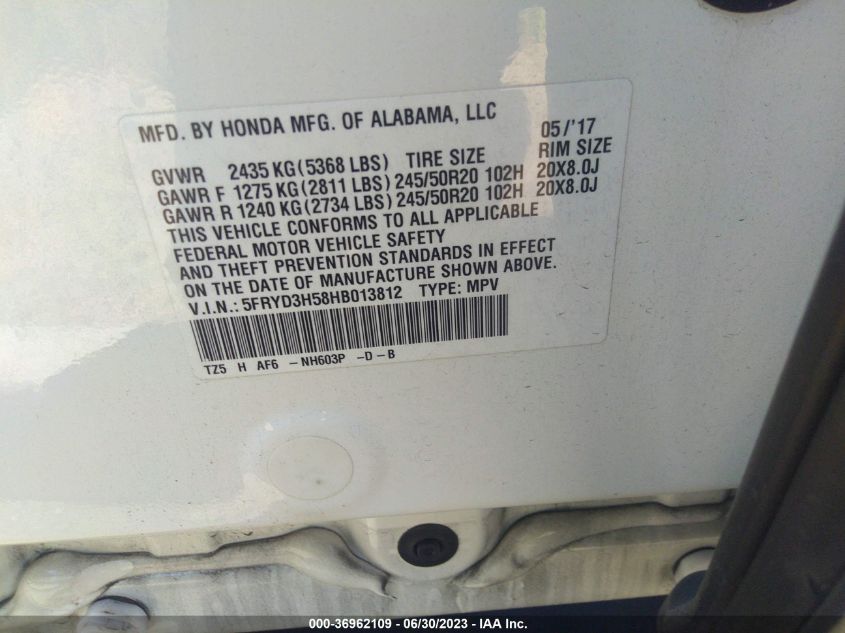 MFD. BY HONDA MFG. OF ALABAMA, LLC 05/'17
GVWR 2435 KG(5368 LBS) TIRE SIZE RIM SIZE
GAWR F 1275 KG(2811 LBS) 245/50R20 102H 20X8.0J
GAWR R 1240 KG(2734 LBS) 245/50R20 102H 20X8.0J
THIS VEHICLE CONFORMS TO ALL APPLICABLE
FEDERAL MOTOR VEHICLE SAFETY
AND THEFT PREVENTION STANDARDS IN EFFECT
ON THE DATE OF MANUFACTURE SHOWN ABOVE.
V.I.N.: 5FRYD3H58HB013812 TYPE: MPV
TZ5 H AF6 -NH603P -D-B
000-36962109 - 06/30/2023 - IAA Inc.